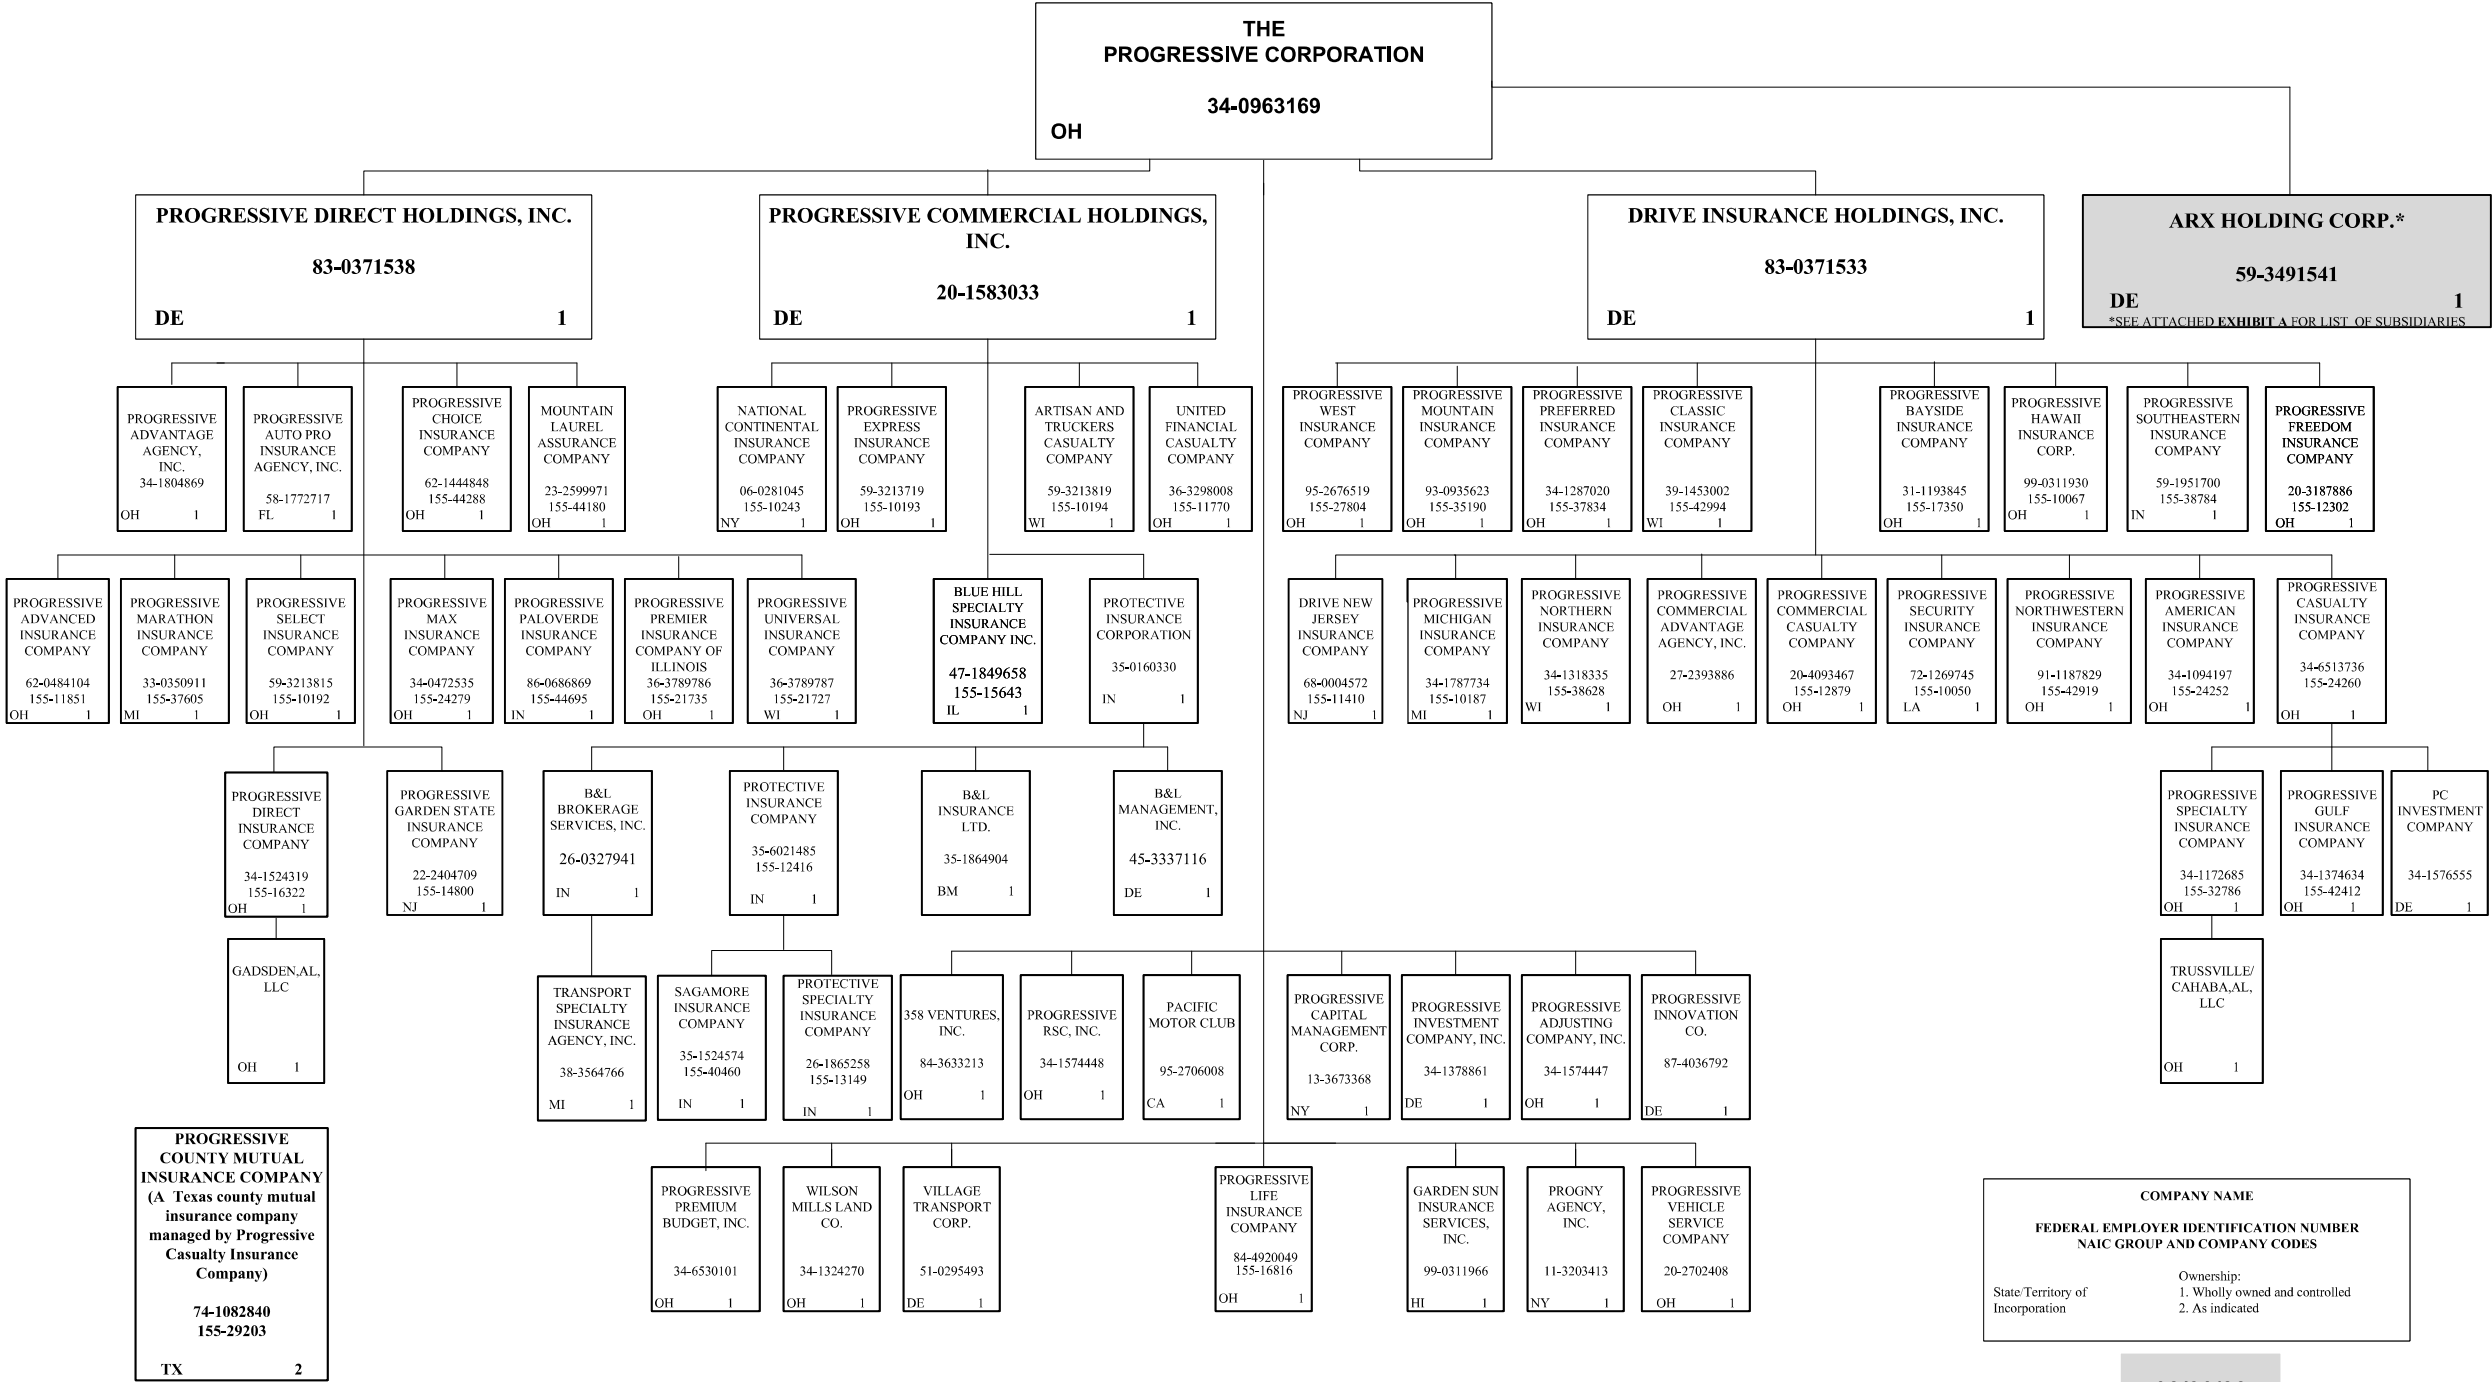 THE
PROGRESSIVE CORPORATION
34-0963169
OH
PROGRESSIVE DIRECT HOLDINGS, INC.
83-0371538
DE 1
PROGRESSIVE COMMERCIAL HOLDINGS,
INC.
20-1583033
DE 1
DRIVE INSURANCE HOLDINGS, INC.
83-0371533
DE 1
ARX HOLDING CORP.*
59-3491541
DE 1
*SEE ATTACHED EXHIBIT A FOR LIST OF SUBSIDIARIES
PROGRESSIVE
ADVANTAGE
AGENCY,
INC.
34-1804869
OH 1
PROGRESSIVE
AUTO PRO
INSURANCE
AGENCY, INC.
58-1772717
FL 1
PROGRESSIVE
CHOICE
INSURANCE
COMPANY
62-1444848
155-44288
OH 1
MOUNTAIN
LAUREL
ASSURANCE
COMPANY
23-2599971
155-44180
OH 1
NATIONAL
CONTINENTAL
INSURANCE
COMPANY
06-0281045
155-10243
NY 1
PROGRESSIVE
EXPRESS
INSURANCE
COMPANY
59-3213719
155-10193
OH 1
ARTISAN AND
TRUCKERS
CASUALTY
COMPANY
59-3213819
155-10194
WI 1
UNITED
FINANCIAL
CASUALTY
COMPANY
36-3298008
155-11770
OH 1
PROGRESSIVE
WEST
INSURANCE
COMPANY
95-2676519
155-27804
OH 1
PROGRESSIVE
MOUNTAIN
INSURANCE
COMPANY
93-0935623
155-35190
OH 1
PROGRESSIVE
PREFERRED
INSURANCE
COMPANY
34-1287020
155-37834
OH 1
PROGRESSIVE
CLASSIC
INSURANCE
COMPANY
39-1453002
155-42994
WI 1
PROGRESSIVE
BAYSIDE
INSURANCE
COMPANY
31-1193845
155-17350
OH 1
PROGRESSIVE
HAWAII
INSURANCE
CORP.
99-0311930
155-10067
OH 1
PROGRESSIVE
SOUTHEASTERN
INSURANCE
COMPANY
59-1951700
155-38784
IN 1
PROGRESSIVE
FREEDOM
INSURANCE
COMPANY
20-3187886
155-12302
OH 1
PROGRESSIVE
ADVANCED
INSURANCE
COMPANY
62-0484104
155-11851
OH 1
PROGRESSIVE
MARATHON
INSURANCE
COMPANY
33-0350911
155-37605
MI 1
PROGRESSIVE
SELECT
INSURANCE
COMPANY
59-3213815
155-10192
OH 1
PROGRESSIVE
MAX
INSURANCE
COMPANY
34-0472535
155-24279
OH 1
PROGRESSIVE
PALOVERDE
INSURANCE
COMPANY
86-0686869
155-44695
IN 1
PROGRESSIVE
PREMIER
INSURANCE
COMPANY OF
ILLINOIS
36-3789786
155-21735
OH 1
PROGRESSIVE
UNIVERSAL
INSURANCE
COMPANY
36-3789787
155-21727
WI 1
BLUE HILL
SPECIALTY
INSURANCE
COMPANY INC.
47-1849658
155-15643
IL 1
PROTECTIVE
INSURANCE
CORPORATION
35-0160330
IN 1
DRIVE NEW
JERSEY
INSURANCE
COMPANY
68-0004572
155-11410
NJ 1
PROGRESSIVE
MICHIGAN
INSURANCE
COMPANY
34-1787734
155-10187
MI 1
PROGRESSIVE
NORTHERN
INSURANCE
COMPANY
34-1318335
155-38628
WI 1
PROGRESSIVE
COMMERCIAL
ADVANTAGE
AGENCY, INC.
27-2393886
OH 1
PROGRESSIVE
COMMERCIAL
CASUALTY
COMPANY
20-4093467
155-12879
OH 1
PROGRESSIVE
SECURITY
INSURANCE
COMPANY
72-1269745
155-10050
LA 1
PROGRESSIVE
NORTHWESTERN
INSURANCE
COMPANY
91-1187829
155-42919
OH 1
PROGRESSIVE
AMERICAN
INSURANCE
COMPANY
34-1094197
155-24252
OH 1
PROGRESSIVE
CASUALTY
INSURANCE
COMPANY
34-6513736
155-24260
OH 1
PROGRESSIVE
DIRECT
INSURANCE
COMPANY
34-1524319
155-16322
OH 1
PROGRESSIVE
GARDEN STATE
INSURANCE
COMPANY
22-2404709
155-14800
NJ 1
B&L
BROKERAGE
SERVICES, INC.
26-0327941
IN 1
PROTECTIVE
INSURANCE
COMPANY
35-6021485
155-12416
IN 1
B&L
INSURANCE
LTD.
35-1864904
BM 1
B&L
MANAGEMENT,
INC.
45-3337116
DE 1
PROGRESSIVE
SPECIALTY
INSURANCE
COMPANY
34-1172685
155-32786
OH 1
PROGRESSIVE
GULF
INSURANCE
COMPANY
34-1374634
155-42412
OH 1
PC
INVESTMENT
COMPANY
34-1576555
DE 1
GADSDEN,AL,
LLC
OH 1
TRANSPORT
SPECIALTY
INSURANCE
AGENCY, INC.
38-3564766
MI 1
SAGAMORE
INSURANCE
COMPANY
35-1524574
155-40460
IN 1
PROTECTIVE
SPECIALTY
INSURANCE
COMPANY
26-1865258
155-13149
IN 1
358 VENTURES,
INC.
84-3633213
OH 1
PROGRESSIVE
RSC, INC.
34-1574448
OH 1
PACIFIC
MOTOR CLUB
95-2706008
CA 1
PROGRESSIVE
CAPITAL
MANAGEMENT
CORP.
13-3673368
NY 1
PROGRESSIVE
INVESTMENT
COMPANY, INC.
34-1378861
DE 1
PROGRESSIVE
ADJUSTING
COMPANY, INC.
34-1574447
OH 1
PROGRESSIVE
INNOVATION
CO.
87-4036792
DE 1
TRUSSVILLE/
CAHABA,AL,
LLC
OH 1
PROGRESSIVE
COUNTY MUTUAL
INSURANCE COMPANY
(A Texas county mutual
insurance company
managed by Progressive
Casualty Insurance
Company)
74-1082840
155-29203
TX 2
PROGRESSIVE
PREMIUM
BUDGET, INC.
34-6530101
OH 1
WILSON
MILLS LAND
CO.
34-1324270
OH 1
VILLAGE
TRANSPORT
CORP.
51-0295493
DE 1
PROGRESSIVE
LIFE
INSURANCE
COMPANY
84-4920049
155-16816
OH 1
GARDEN SUN
INSURANCE
SERVICES,
INC.
99-0311966
HI 1
PROGNY
AGENCY,
INC.
11-3203413
NY 1
PROGRESSIVE
VEHICLE
SERVICE
COMPANY
20-2702408
OH 1
COMPANY NAME
FEDERAL EMPLOYER IDENTIFICATION NUMBER
NAIC GROUP AND COMPANY CODES
Ownership:
State/Territory of 1. Wholly owned and controlled
Incorporation 2. As indicated